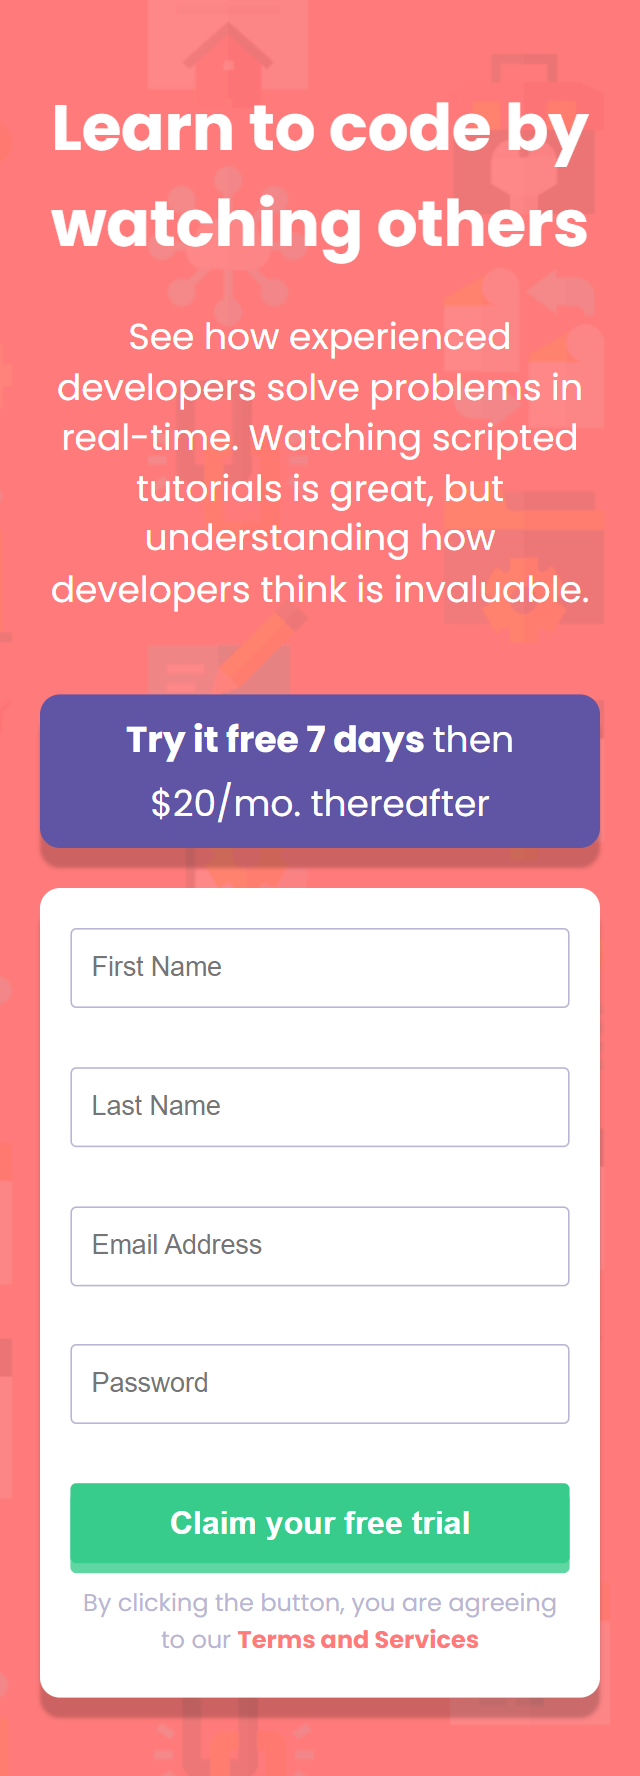 Learn to code by
watching others
See how experienced
developers solve problems in
real-time. Watching scripted
tutorials is great, but
understanding how
developers think is invaluable.
Try it free 7 days then
$20/mo. thereafter
First Name
Last Name
Email Address
Password
Claim your free trial
By clicking the button, you are agreeing
to our Terms and Services